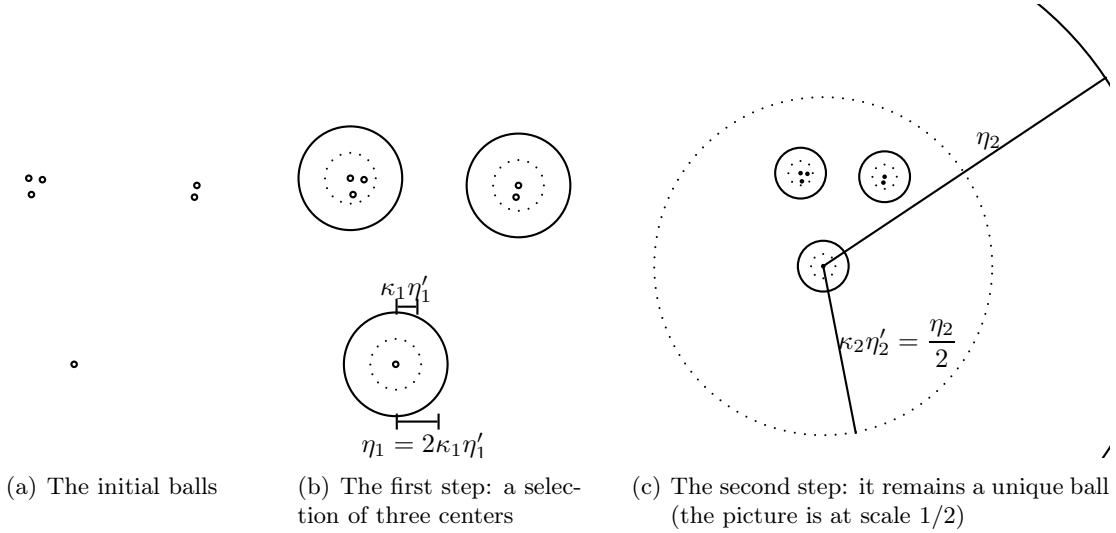 η₂
κ₁η′₁
κ₂η′₂ = η₂/2
η₁ = 2κ₁η′₁
(a) The initial balls
(b) The first step: a selec-
tion of three centers
(c) The second step: it remains a unique ball
(the picture is at scale 1/2)